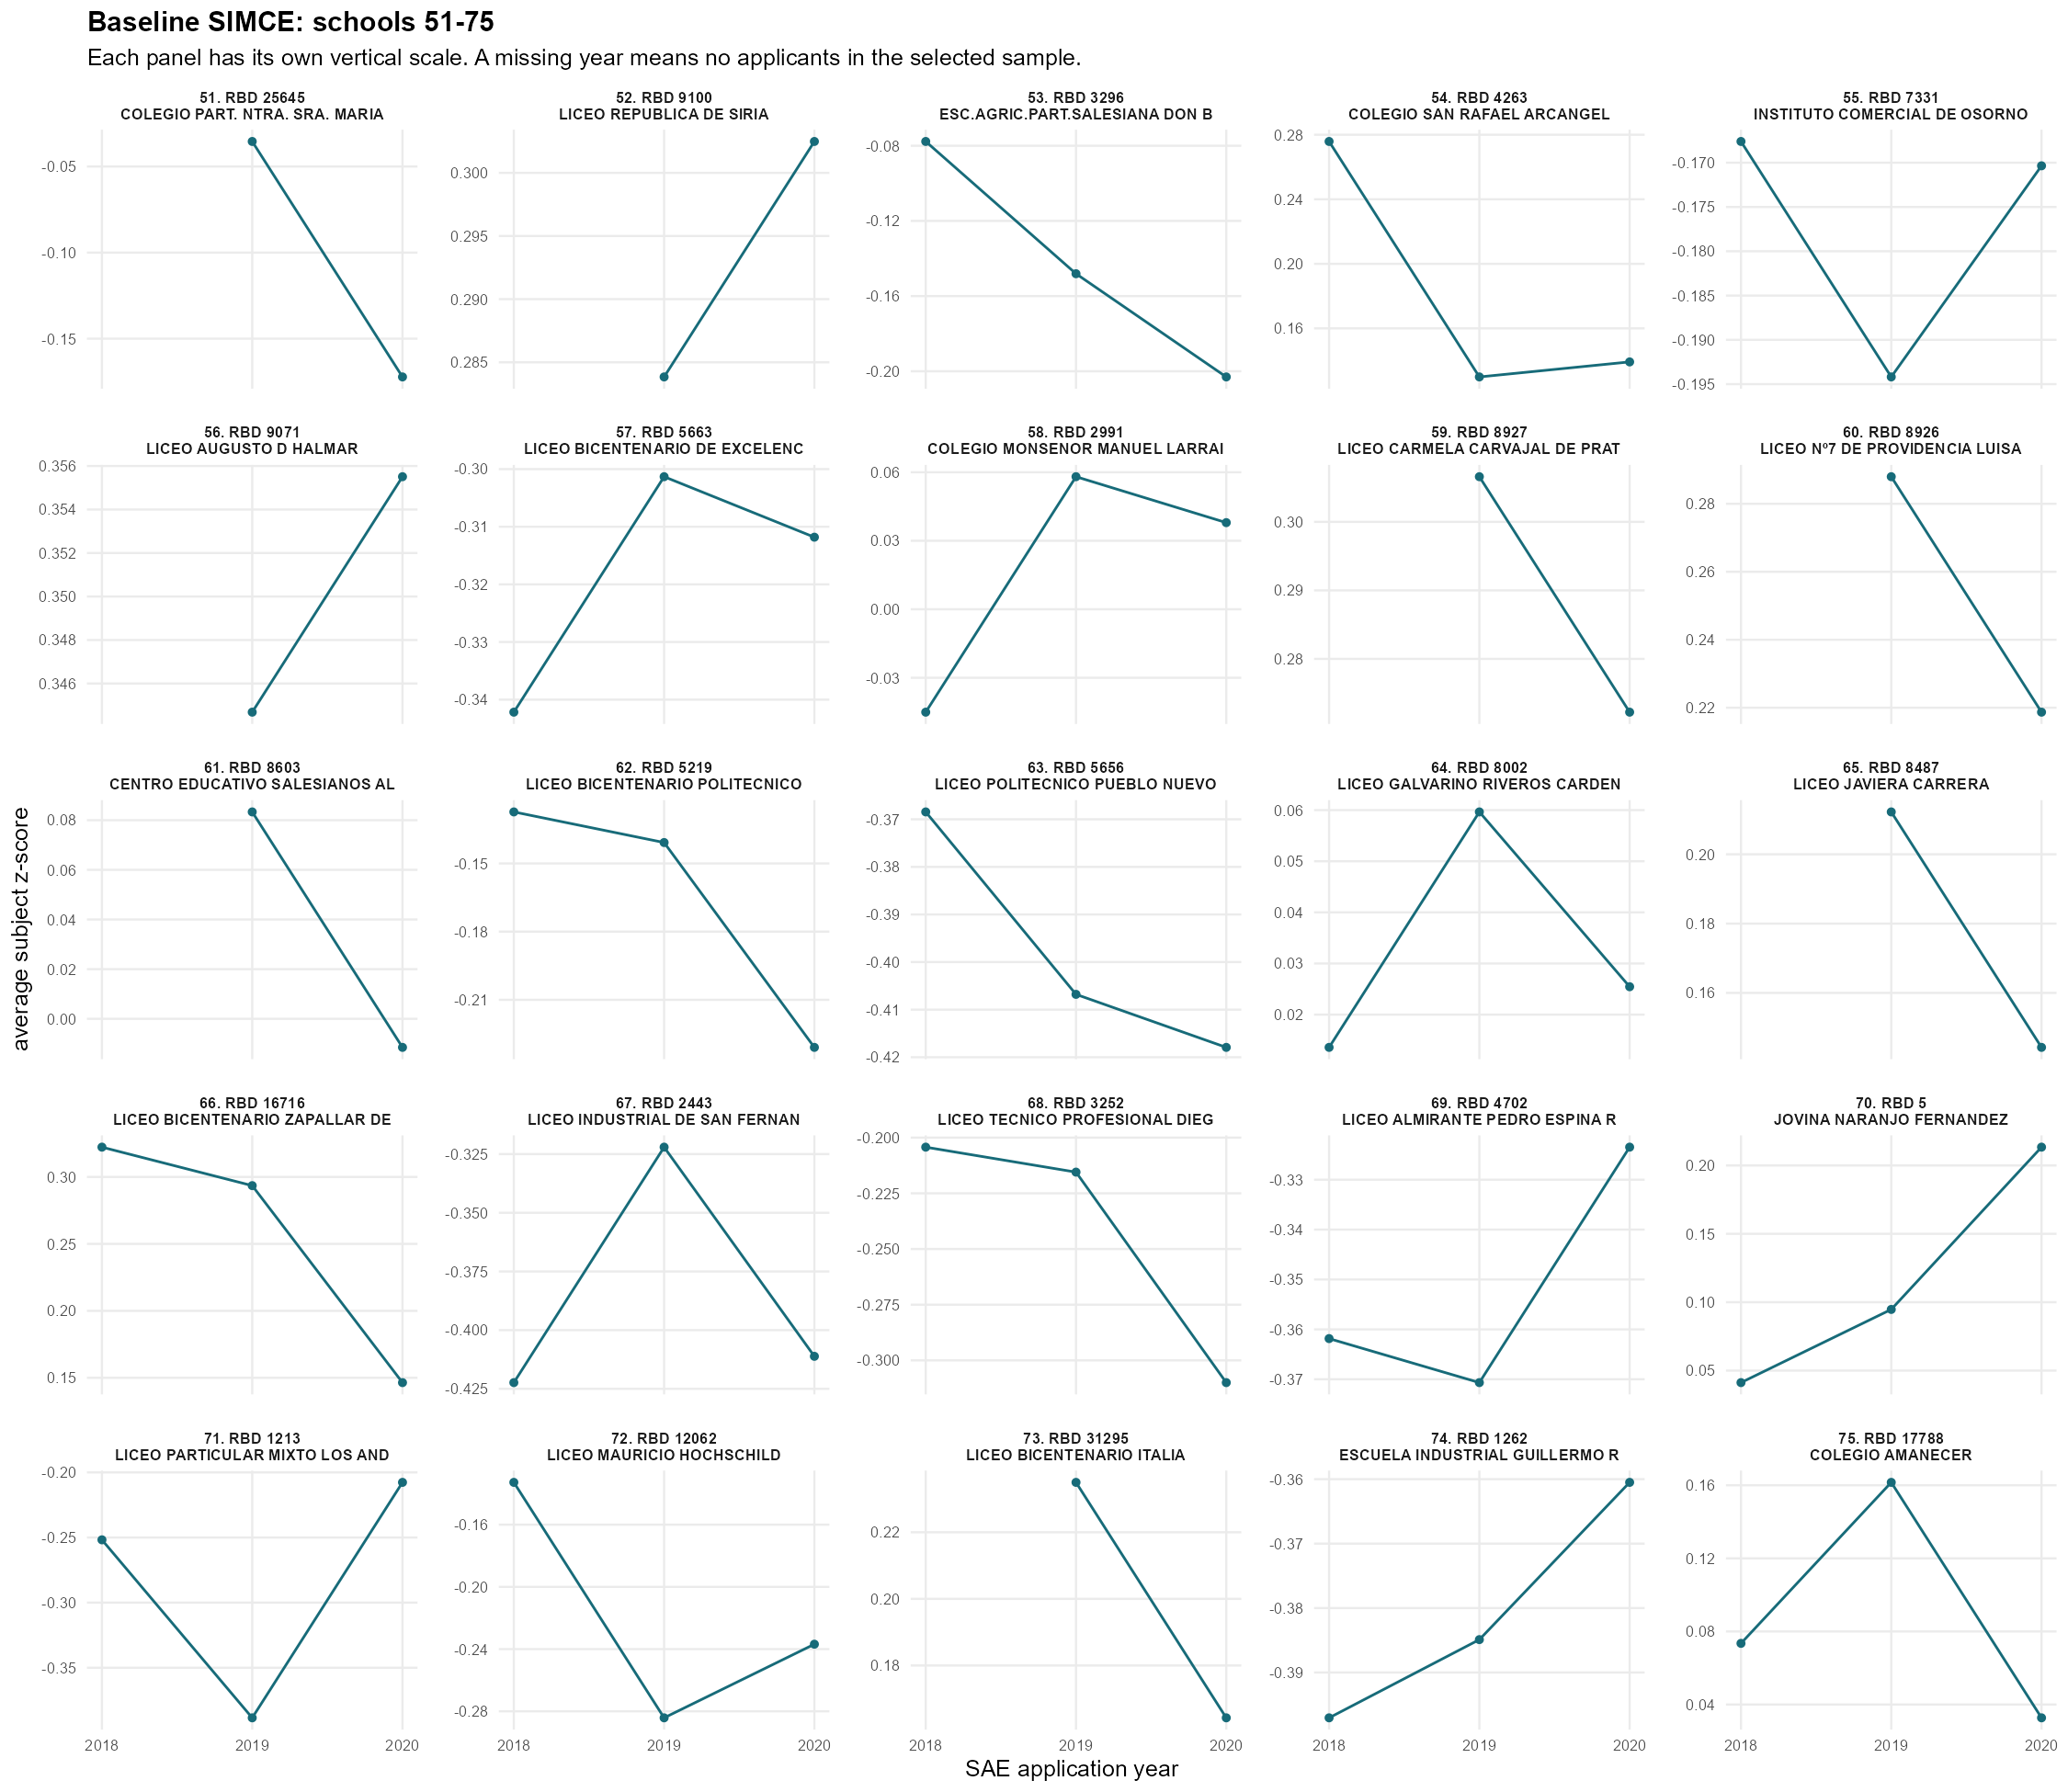 Baseline SIMCE: schools 51-75
Each panel has its own vertical scale. A missing year means no applicants in the selected sample.
51. RBD 25645
COLEGIO PART. NTRA. SRA. MARIA
-0.05
-0.10
-0.15
52. RBD 9100
LICEO REPUBLICA DE SIRIA
0.300
0.295
0.290
0.285
53. RBD 3296
ESC.AGRIC.PART.SALESIANA DON B
-0.08
-0.12
-0.16
-0.20
54. RBD 4263
COLEGIO SAN RAFAEL ARCANGEL
0.28
0.24
0.20
0.16
55. RBD 7331
INSTITUTO COMERCIAL DE OSORNO
-0.170
-0.175
-0.180
-0.185
-0.190
-0.195
56. RBD 9071
LICEO AUGUSTO D HALMAR
0.356
0.354
0.352
0.350
0.348
0.346
57. RBD 5663
LICEO BICENTENARIO DE EXCELENC
-0.30
-0.31
-0.32
-0.33
-0.34
58. RBD 2991
COLEGIO MONSENOR MANUEL LARRAI
0.06
0.03
0.00
-0.03
59. RBD 8927
LICEO CARMELA CARVAJAL DE PRAT
0.30
0.29
0.28
60. RBD 8926
LICEO Nº7 DE PROVIDENCIA LUISA
0.28
0.26
0.24
0.22
61. RBD 8603
CENTRO EDUCATIVO SALESIANOS AL
0.08
0.06
0.04
0.02
0.00
62. RBD 5219
LICEO BICENTENARIO POLITECNICO
-0.15
-0.18
-0.21
63. RBD 5656
LICEO POLITECNICO PUEBLO NUEVO
-0.37
-0.38
-0.39
-0.40
-0.41
-0.42
64. RBD 8002
LICEO GALVARINO RIVEROS CARDEN
0.06
0.05
0.04
0.03
0.02
65. RBD 8487
LICEO JAVIERA CARRERA
0.20
0.18
0.16
66. RBD 16716
LICEO BICENTENARIO ZAPALLAR DE
0.30
0.25
0.20
0.15
67. RBD 2443
LICEO INDUSTRIAL DE SAN FERNAN
-0.325
-0.350
-0.375
-0.400
-0.425
68. RBD 3252
LICEO TECNICO PROFESIONAL DIEG
-0.200
-0.225
-0.250
-0.275
-0.300
69. RBD 4702
LICEO ALMIRANTE PEDRO ESPINA R
-0.33
-0.34
-0.35
-0.36
-0.37
70. RBD 5
JOVINA NARANJO FERNANDEZ
0.20
0.15
0.10
0.05
71. RBD 1213
LICEO PARTICULAR MIXTO LOS AND
-0.20
-0.25
-0.30
-0.35
2018 2019 2020
72. RBD 12062
LICEO MAURICIO HOCHSCHILD
-0.16
-0.20
-0.24
-0.28
2018 2019 2020
73. RBD 31295
LICEO BICENTENARIO ITALIA
0.22
0.20
0.18
2018 2019 2020
74. RBD 1262
ESCUELA INDUSTRIAL GUILLERMO R
-0.36
-0.37
-0.38
-0.39
2018 2019 2020
75. RBD 17788
COLEGIO AMANECER
0.16
0.12
0.08
0.04
2018 2019 2020
average subject z-score
SAE application year